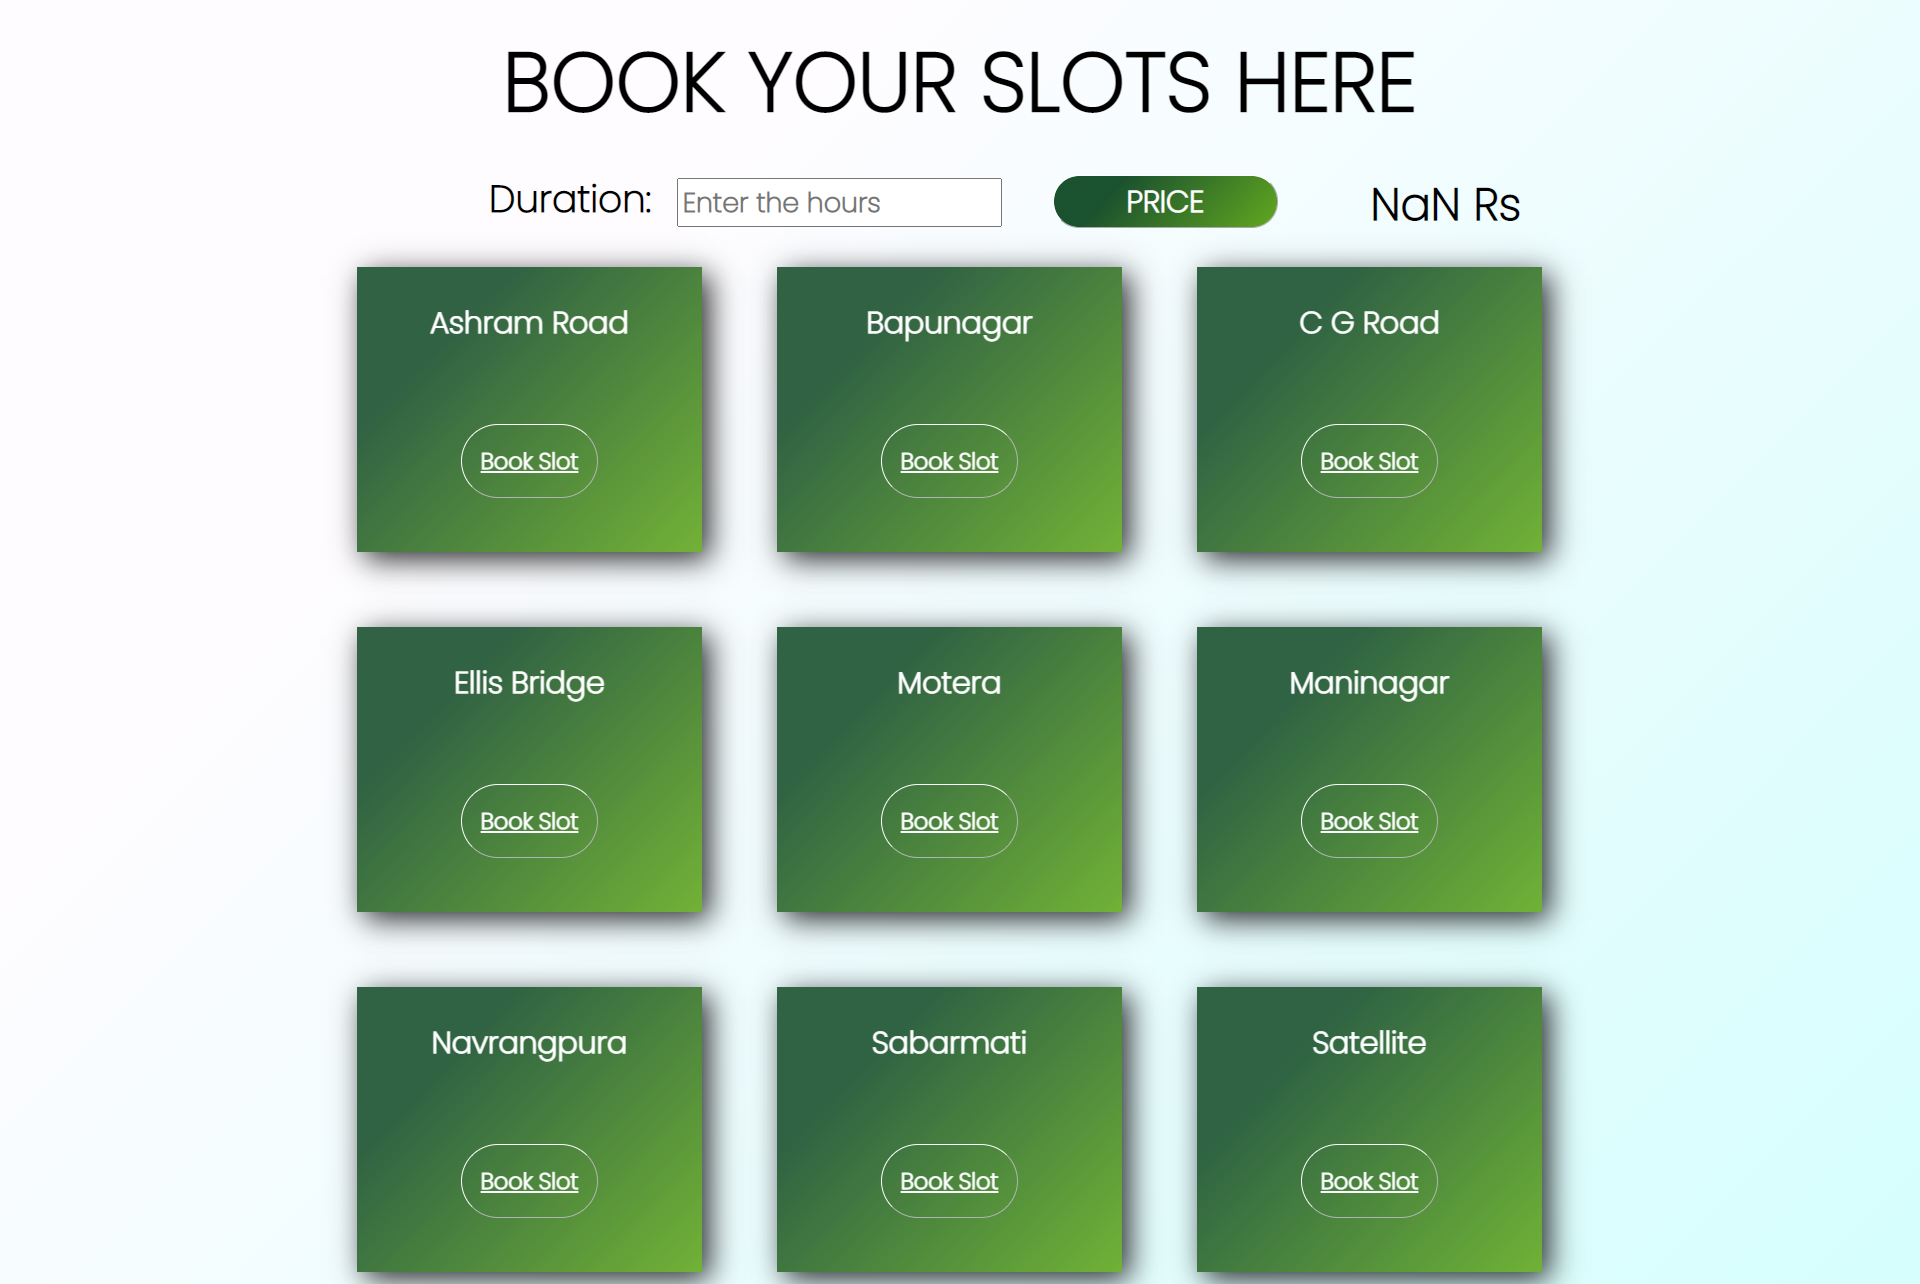 BOOK YOUR SLOTS HERE
Duration: Enter the hours PRICE NaN Rs
Ashram Road Bapunagar C G Road
Book Slot Book Slot Book Slot
Ellis Bridge Motera Maninagar
Book Slot Book Slot Book Slot
Navrangpura Sabarmati Satellite
Book Slot Book Slot Book Slot